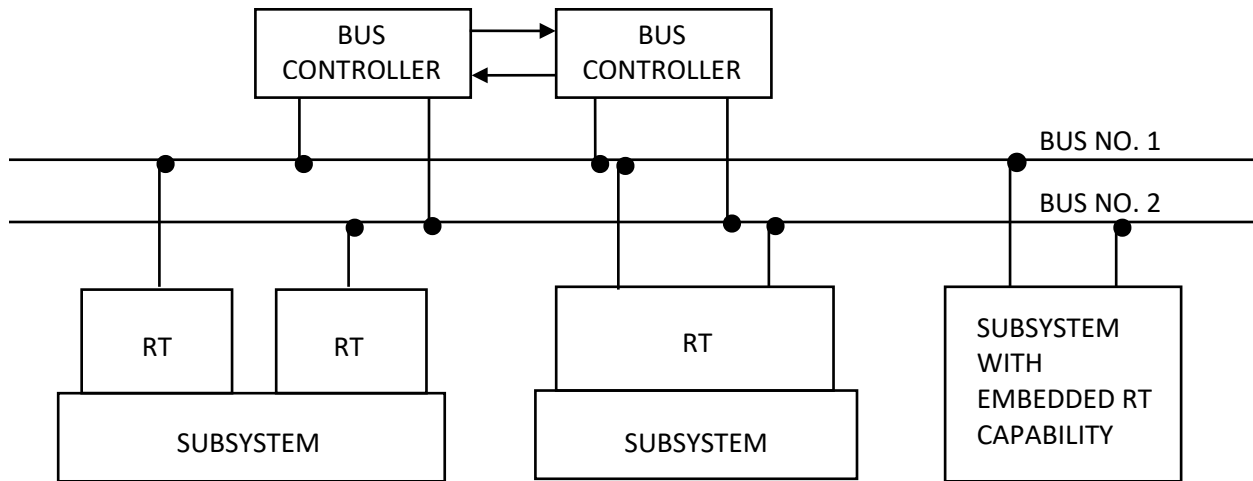 BUS
CONTROLLER
BUS
CONTROLLER
BUS NO. 1
BUS NO. 2
RT
RT
RT
SUBSYSTEM
SUBSYSTEM
SUBSYSTEM
WITH
EMBEDDED RT
CAPABILITY